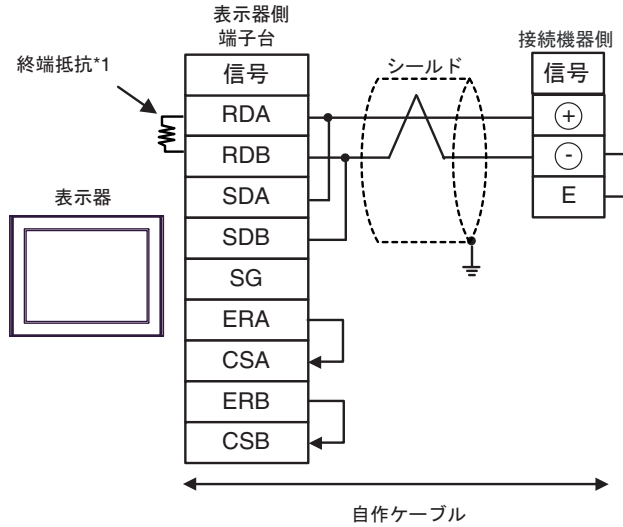 表示器側
端子台
接続機器側
終端抵抗*1
信号
シールド
信号
RDA
+
RDB
-
表示器
SDA
E
SDB
SG
ERA
CSA
ERB
CSB
自作ケーブル